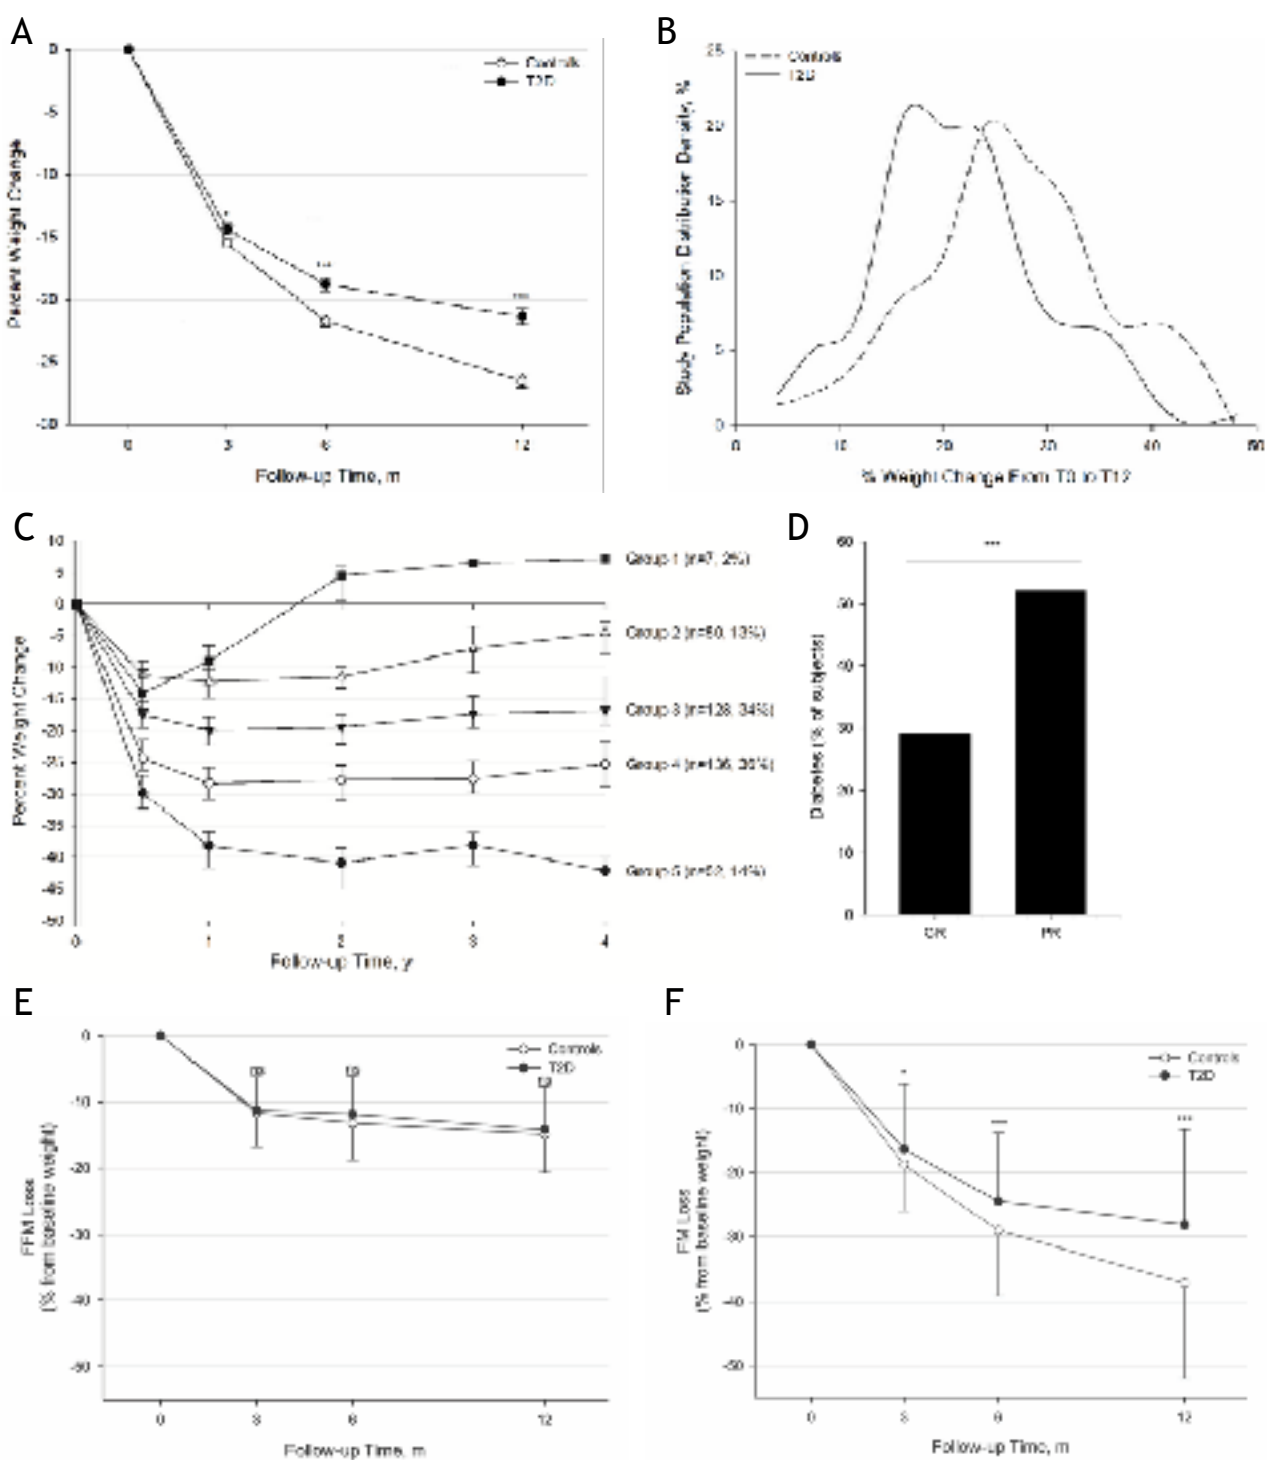 A
0
-5
-10
-15
-20
-25
-30
Percent Weight Change
Controls
T2D
*
***
***
0 3 6 12
Follow-up Time, m
B
25
20
15
10
5
0
Study Population Distribution Density, %
Controls
T2D
0 10 20 30 40 50
% Weight Change From T0 to T12
C
10
5
0
-5
-10
-15
-20
-25
-30
-35
-40
-45
-50
Percent Weight Change
Group 1 (n=7, 2%)
Group 2 (n=50, 13%)
Group 3 (n=128, 34%)
Group 4 (n=136, 36%)
Group 5 (n=52, 14%)
0 1 2 3 4
Follow-up Time, yr
D
60
50
40
30
20
10
0
Diabetes (% of subjects)
***
GR PR
E
0
-10
-20
-30
-40
-50
FFM Loss
(% from baseline weight)
Controls
T2D
0 3 6 12
Follow-up Time, m
F
0
-10
-20
-30
-40
-50
FM Loss
(% from baseline weight)
Controls
T2D
*
***
0 3 6 12
Follow-up Time, m